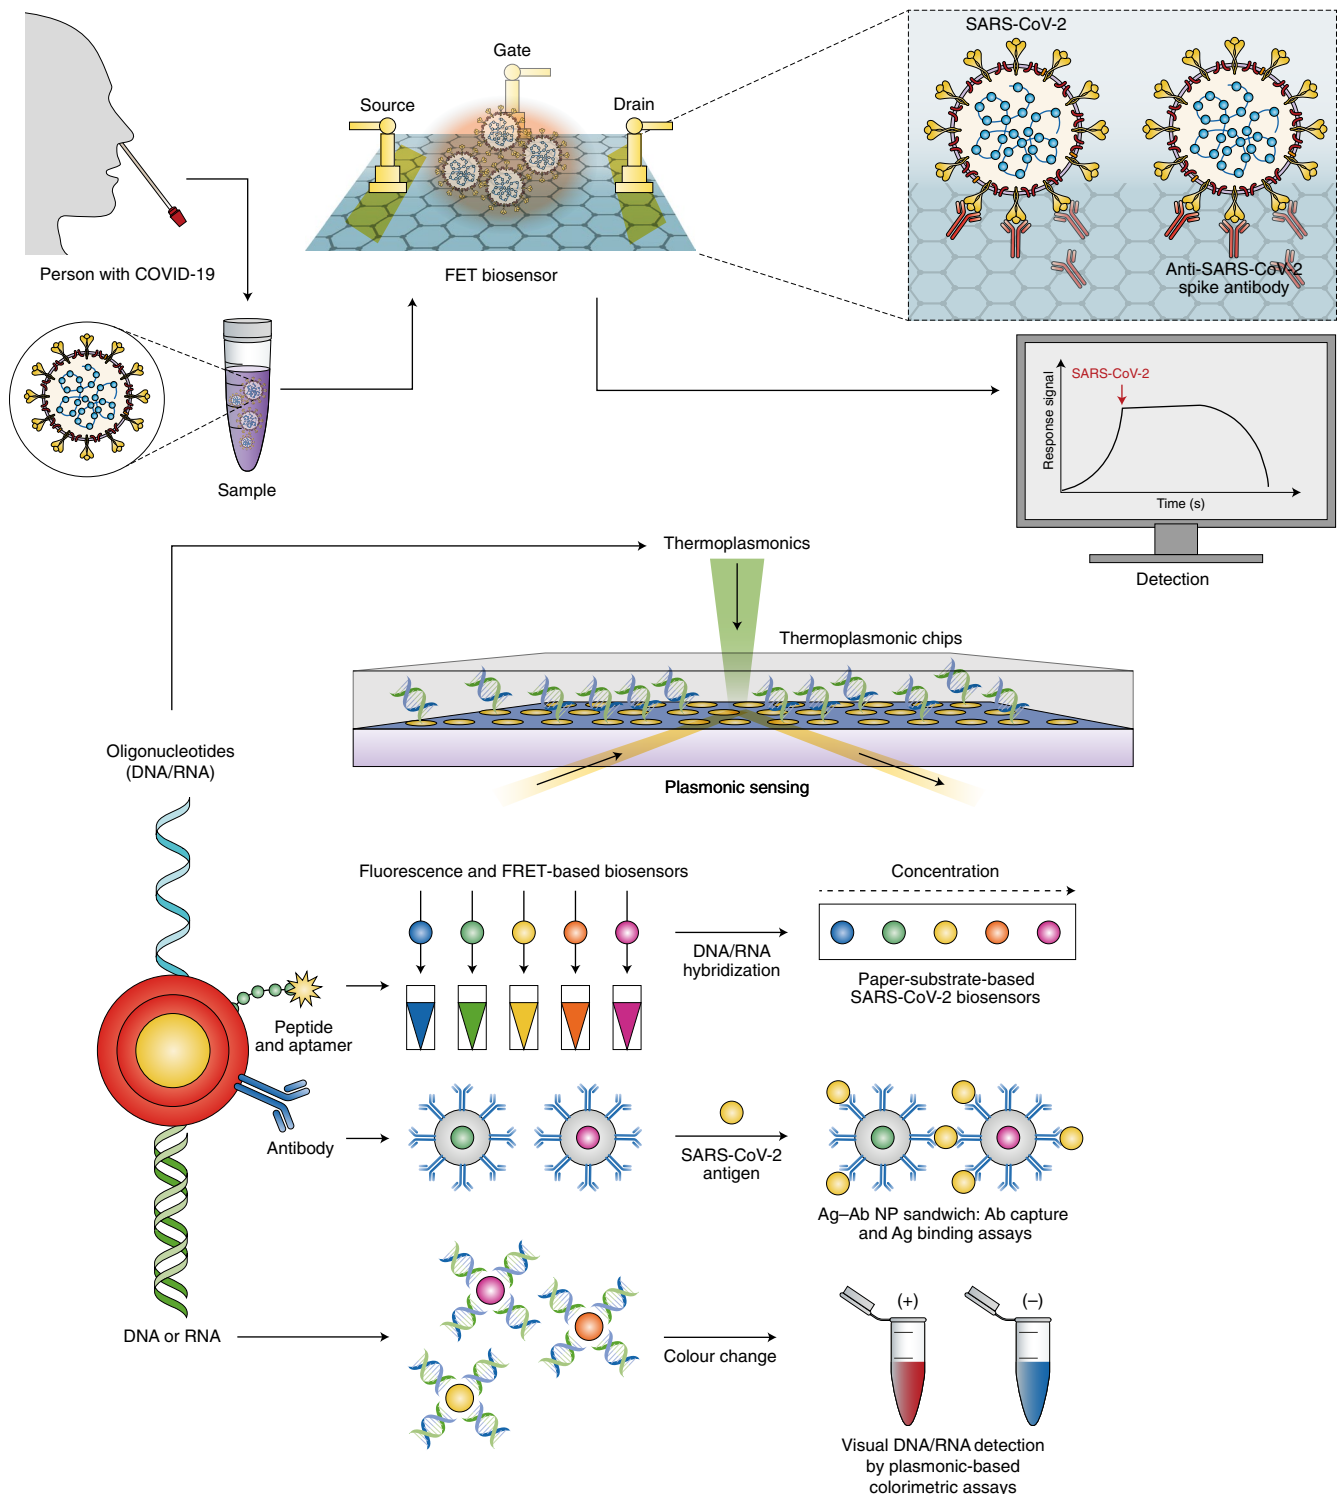 SARS-CoV-2
Gate
Source
Drain
Person with COVID-19
FET biosensor
Anti-SARS-CoV-2
spike antibody
Sample
SARS-CoV-2
Response signal
Time (s)
Detection
Thermoplasmonics
Thermoplasmonic chips
Plasmonic sensing
Oligonucleotides
(DNA/RNA)
Fluorescence and FRET-based biosensors
Concentration
DNA/RNA
hybridization
Paper-substrate-based
SARS-CoV-2 biosensors
Peptide
and aptamer
Antibody
SARS-CoV-2
antigen
Ag–Ab NP sandwich: Ab capture
and Ag binding assays
DNA or RNA
Colour change
(+)
(–)
Visual DNA/RNA detection
by plasmonic-based
colorimetric assays